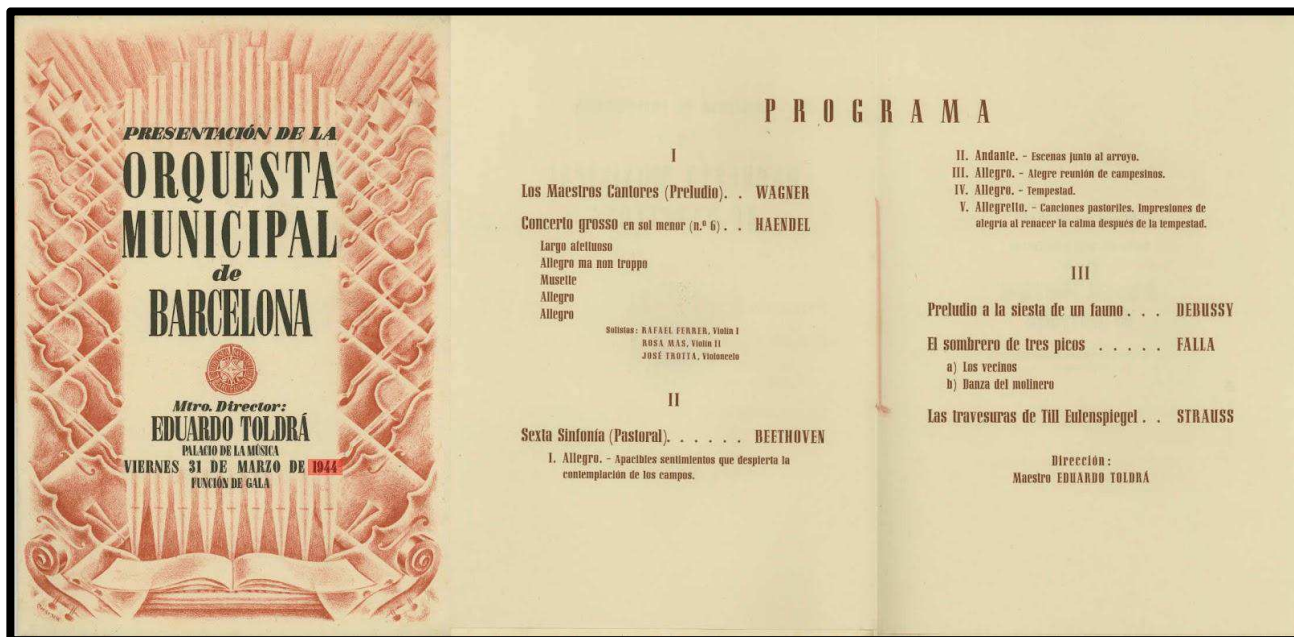 PRESENTACIÓN DE LA
ORQUESTA
MUNICIPAL
de
BARCELONA
Mtro. Director:
EDUARDO TOLDRÁ
PALACIO DE LA MÚSICA
VIERNES 31 DE MARZO DE 1944
FUNCIÓN DE GALA
PROGRAMA
I
Los Maestros Cantores (Preludio). . WAGNER
Concerto grosso en sol menor (n.º 6) . . HAENDEL
Largo afettuoso
Allegro ma non troppo
Musette
Allegro
Allegro
Solistas: RAFAEL FERRER, Violín I
ROSA MAS, Violín II
JOSÉ TROTTA, Violoncelo
II
Sexta Sinfonía (Pastoral). . . . . . BEETHOVEN
I. Allegro. - Apacibles sentimientos que despierta la
contemplación de los campos.
II. Andante. - Escenas junto al arroyo.
III. Allegro. - Alegre reunión de campesinos.
IV. Allegro. - Tempestad.
V. Allegretto. - Canciones pastoriles. Impresiones de
alegría al renacer la calma después de la tempestad.
III
Preludio a la siesta de un fauno . . . DEBUSSY
El sombrero de tres picos . . . . . FALLA
a) Los vecinos
b) Danza del molinero
Las travesuras de Till Eulenspiegel . . STRAUSS
Dirección:
Maestro EDUARDO TOLDRÁ